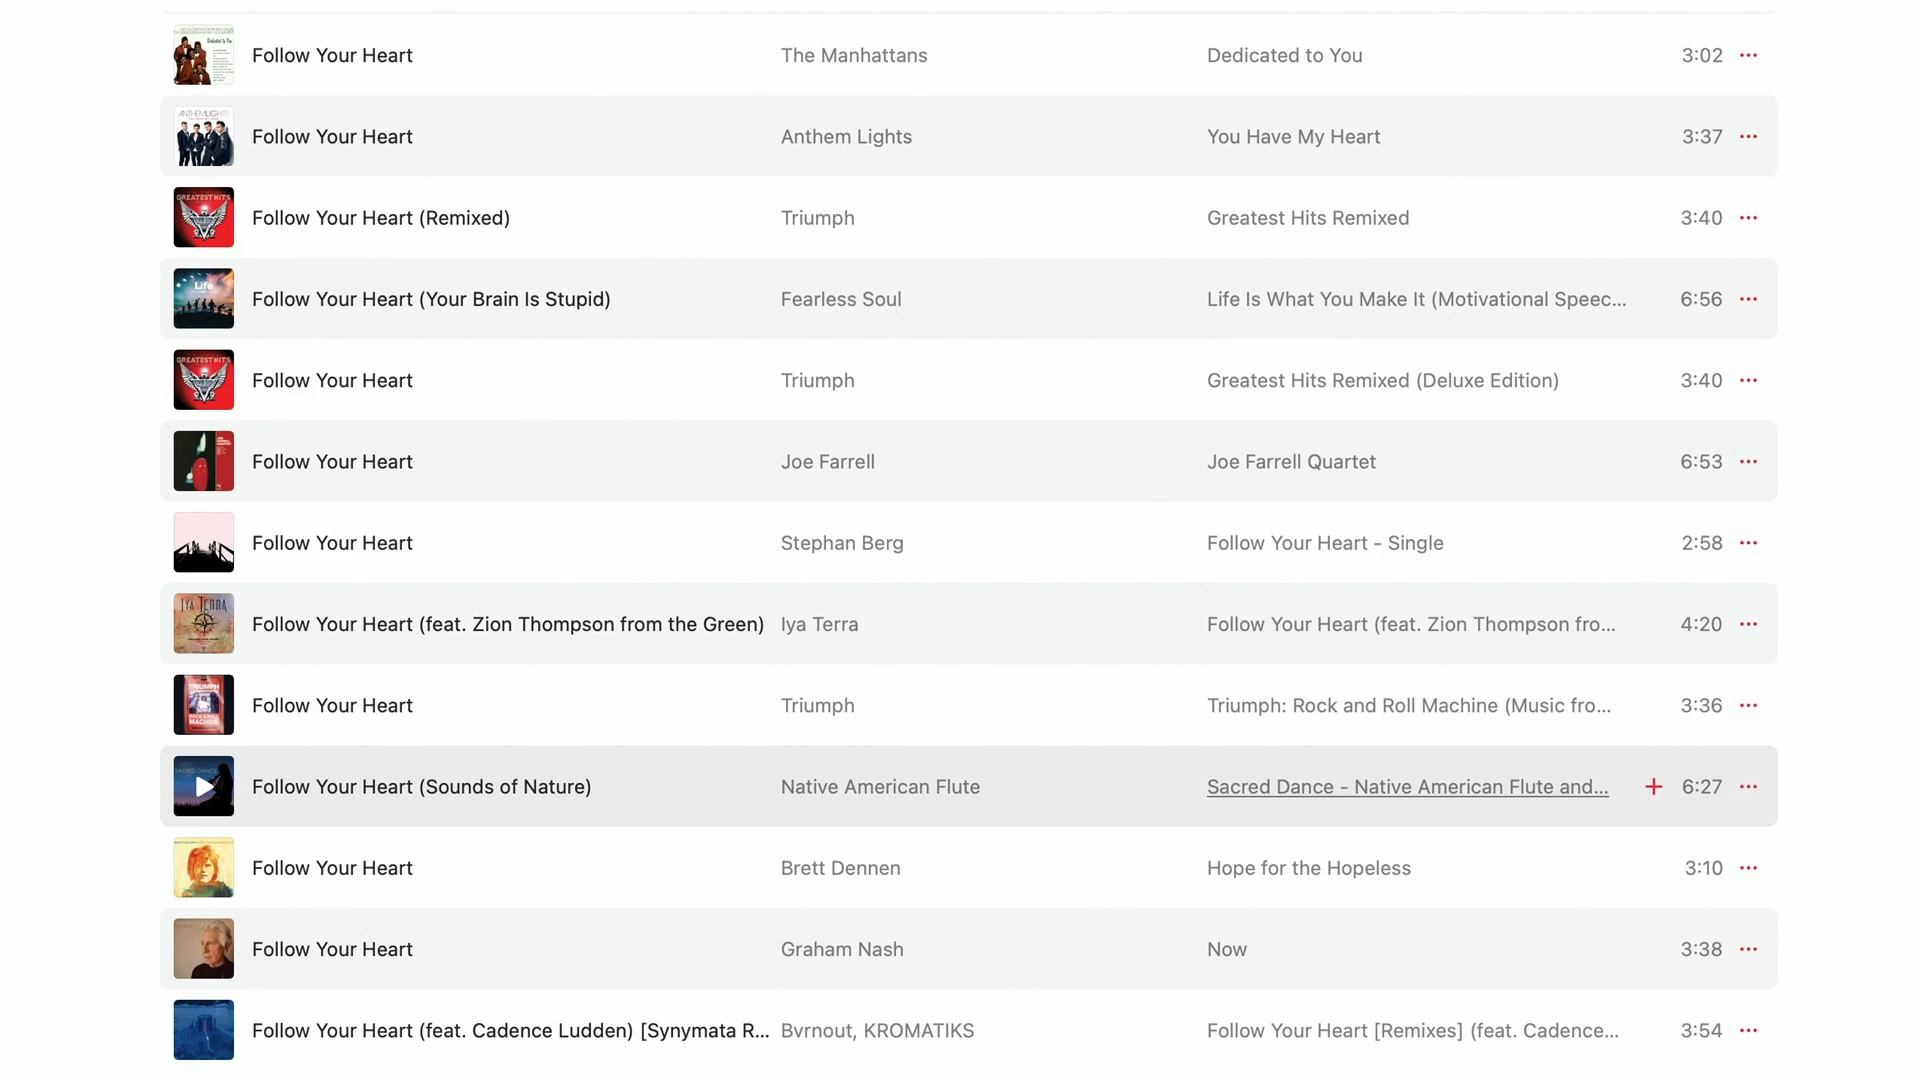 Follow Your Heart The Manhattans Dedicated to You 3:02
Follow Your Heart Anthem Lights You Have My Heart 3:37
Follow Your Heart (Remixed) Triumph Greatest Hits Remixed 3:40
Follow Your Heart (Your Brain Is Stupid) Fearless Soul Life Is What You Make It (Motivational Speec... 6:56
Follow Your Heart Triumph Greatest Hits Remixed (Deluxe Edition) 3:40
Follow Your Heart Joe Farrell Joe Farrell Quartet 6:53
Follow Your Heart Stephan Berg Follow Your Heart - Single 2:58
Follow Your Heart (feat. Zion Thompson from the Green) Iya Terra Follow Your Heart (feat. Zion Thompson fro... 4:20
Follow Your Heart Triumph Triumph: Rock and Roll Machine (Music fro... 3:36
Follow Your Heart (Sounds of Nature) Native American Flute Sacred Dance - Native American Flute and... + 6:27
Follow Your Heart Brett Dennen Hope for the Hopeless 3:10
Follow Your Heart Graham Nash Now 3:38
Follow Your Heart (feat. Cadence Ludden) [Synymata R... Bvrnout, KROMATIKS Follow Your Heart [Remixes] (feat. Cadence... 3:54